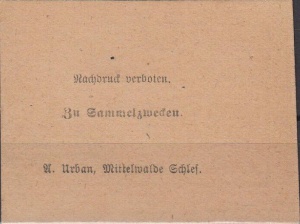 Nachdruck verboten.
Zu Sammelzwecken.
A. Urban, Mittelwalde Schles.